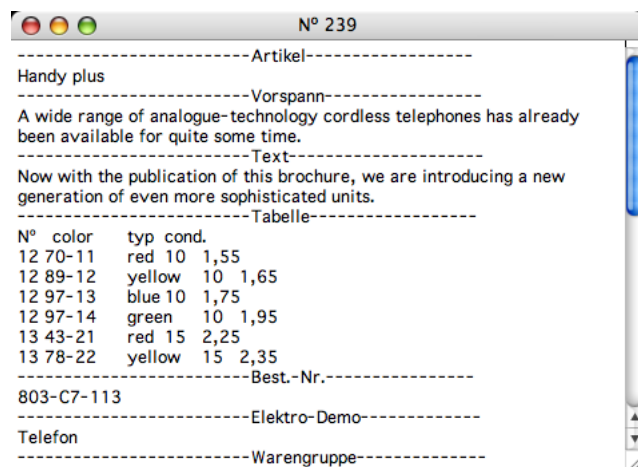 Nº 239
-------------------------Artikel------------------
Handy plus
-------------------------Vorspann-----------------
A wide range of analogue-technology cordless telephones has already
been available for quite some time.
-------------------------Text---------------------
Now with the publication of this brochure, we are introducing a new
generation of even more sophisticated units.
-------------------------Tabelle------------------
Nº color typ cond.
12 70-11 red 10 1,55
12 89-12 yellow 10 1,65
12 97-13 blue 10 1,75
12 97-14 green 10 1,95
13 43-21 red 15 2,25
13 78-22 yellow 15 2,35
-------------------------Best.-Nr.----------------
803-C7-113
-------------------------Elektro-Demo-------------
Telefon
-------------------------Warengruppe--------------